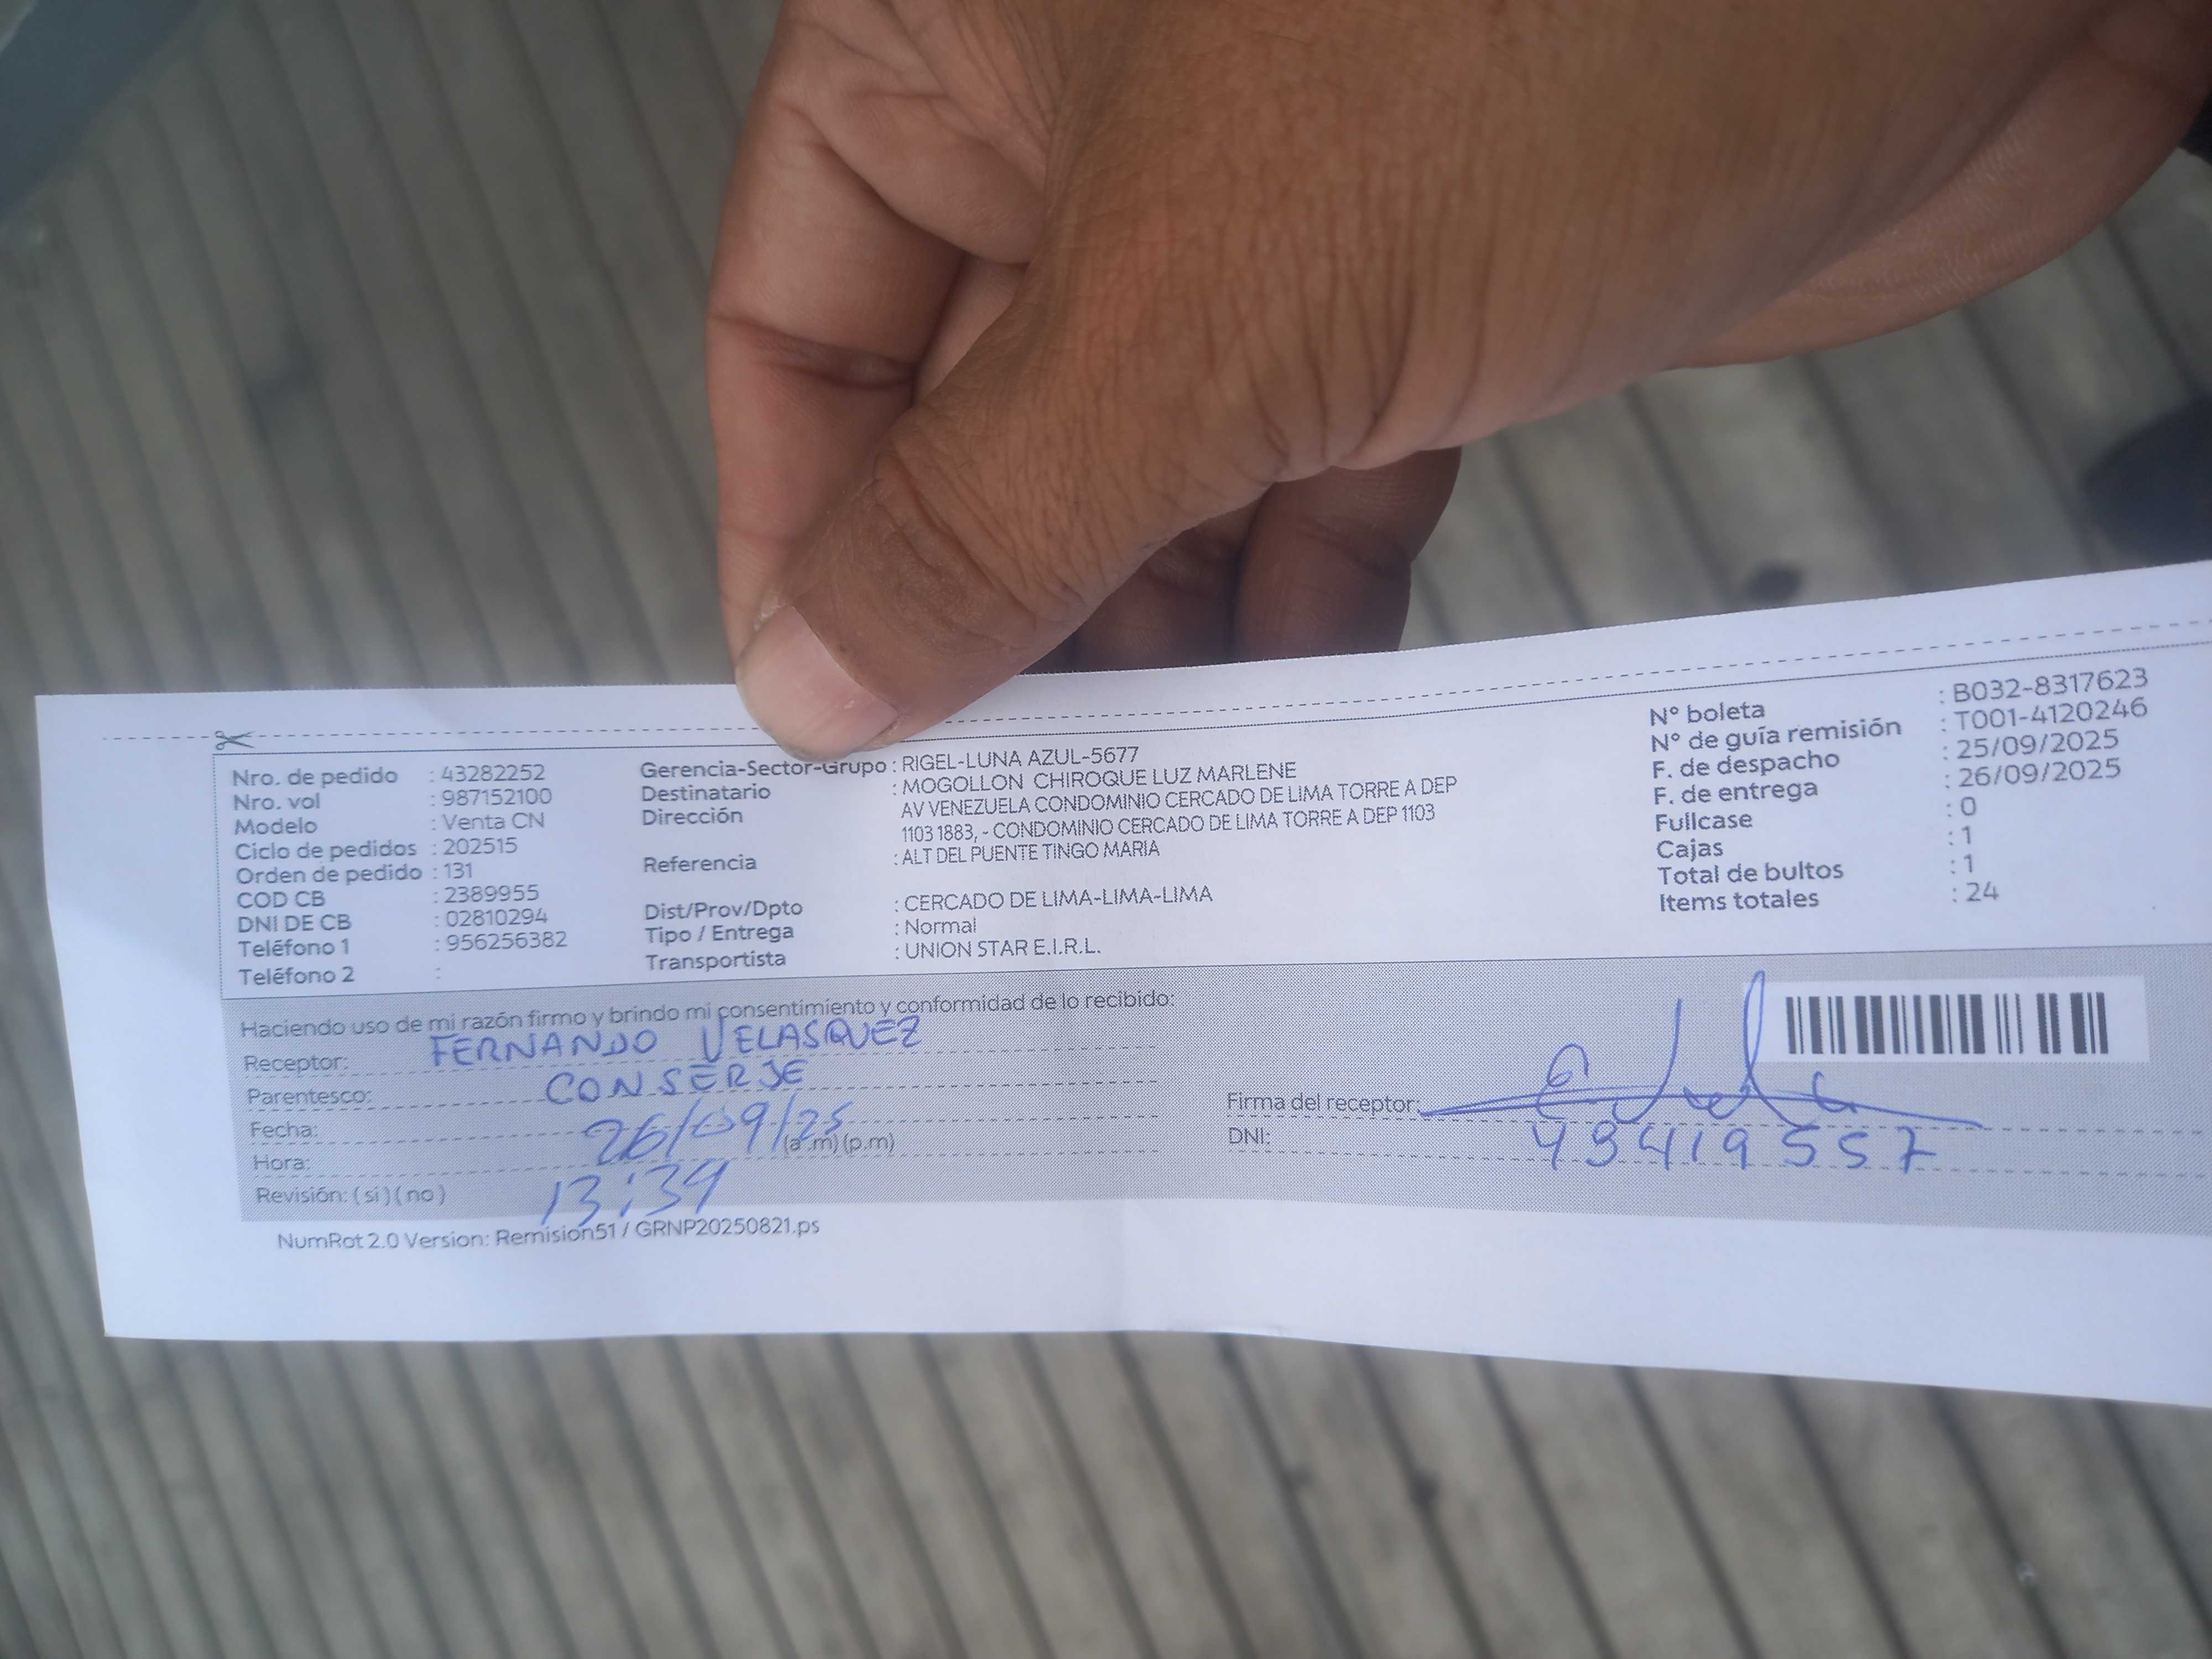 Nro. de pedido : 43282252
Nro. vol : 987152100
Modelo : Venta CN
Ciclo de pedidos : 202515
Orden de pedido : 131
COD CB : 2389955
DNI DE CB : 02810294
Teléfono 1 : 956256382
Teléfono 2 :
Gerencia-Sector-Grupo : RIGEL-LUNA AZUL-5677
Destinatario : MOGOLLON CHIROQUE LUZ MARLENE
Dirección AV VENEZUELA CONDOMINIO CERCADO DE LIMA TORRE A DEP
1103 1883, - CONDOMINIO CERCADO DE LIMA TORRE A DEP 1103
Referencia : ALT DEL PUENTE TINGO MARIA
Dist/Prov/Dpto : CERCADO DE LIMA-LIMA-LIMA
Tipo / Entrega : Normal
Transportista : UNION STAR E.I.R.L.
N° boleta : B032-8317623
N° de guía remisión : T001-4120246
F. de despacho : 25/09/2025
F. de entrega : 26/09/2025
Fullcase : 0
Cajas : 1
Total de bultos : 1
Items totales : 24
Haciendo uso de mi razón firmo y brindo mi consentimiento y conformidad de lo recibido:
Receptor: FERNANDO VELASQUEZ
Parentesco: CONSERJE
Fecha: 26/09/25
Hora: 13:39 (a.m) (p.m)
Revisión: (si) (no)
Firma del receptor:
DNI: 49419557
NumRot 2.0 Version: Remision51 / GRNP20250821.ps